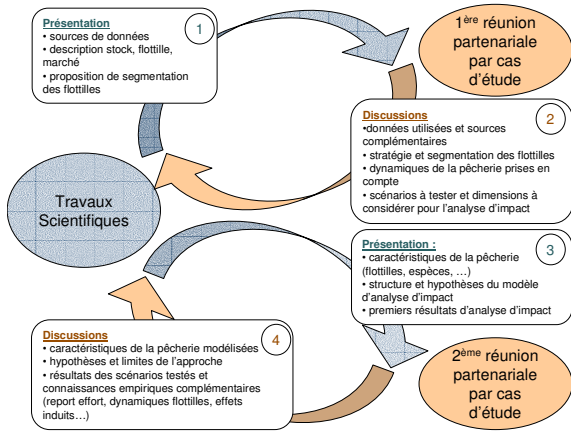 Présentation
• sources de données
• description stock, flottille,
marché
• proposition de segmentation
des flottilles
1
1ère réunion
partenariale
par cas
d'étude
Discussions
•données utilisées et sources
complémentaires
• stratégie et segmentation des flottilles
• dynamiques de la pêcherie prises en
compte
• scénarios à tester et dimensions à
considérer pour l'analyse d'impact
2
Travaux
Scientifiques
Présentation :
• caractéristiques de la pêcherie
(flottilles, espèces, …)
• structure et hypothèses du modèle
d'analyse d'impact
• premiers résultats d'analyse d'impact
3
Discussions
• caractéristiques de la pêcherie modélisées
• hypothèses et limites de l'approche
• résultats des scénarios testés et
connaissances empiriques complémentaires
(report effort, dynamiques flottilles, effets
induits…)
4
2ème réunion
partenariale
par cas
d'étude